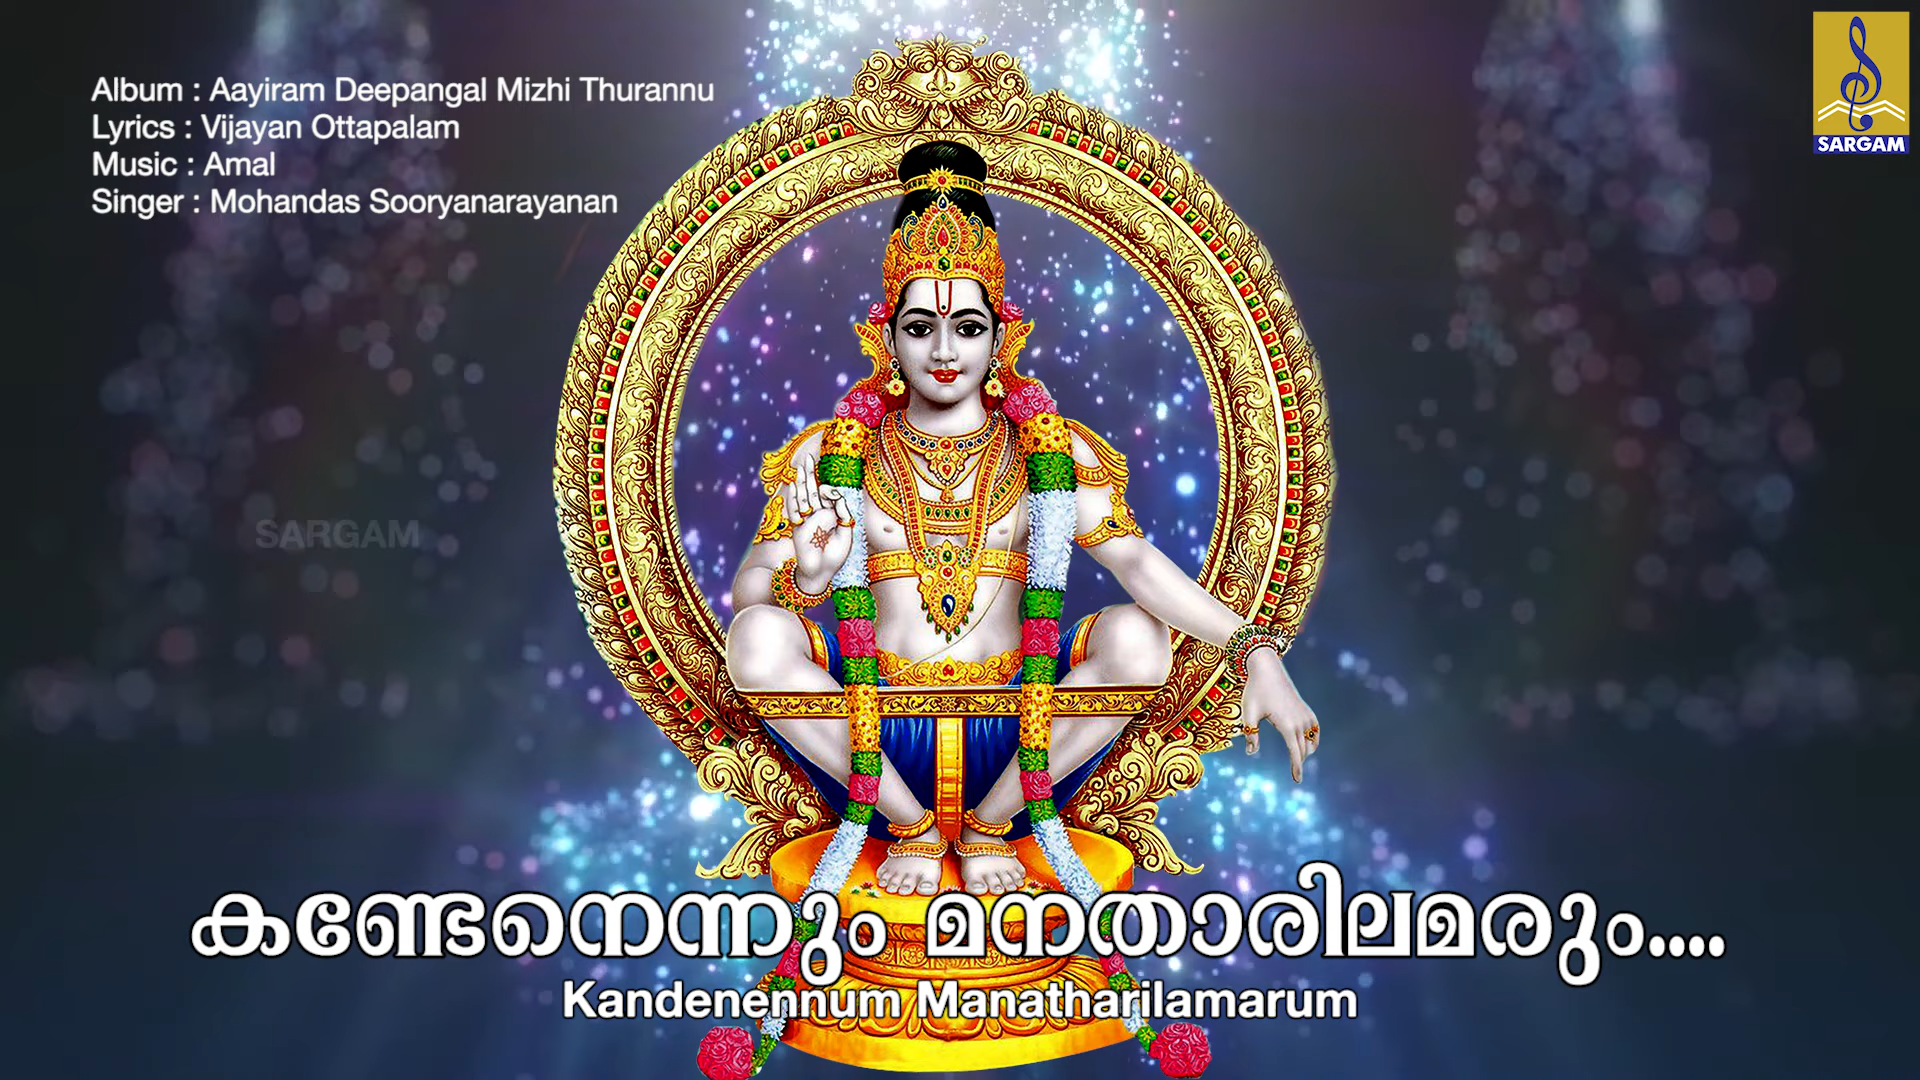 Album : Aayiram Deepangal Mizhi Thurannu
Lyrics : Vijayan Ottapalam
Music : Amal
Singer : Mohandas Sooryanarayanan
SARGAM
SARGAM
കണ്ടേനെന്നും മനതാരിലമരും....
Kandenennum Manatharilamarum